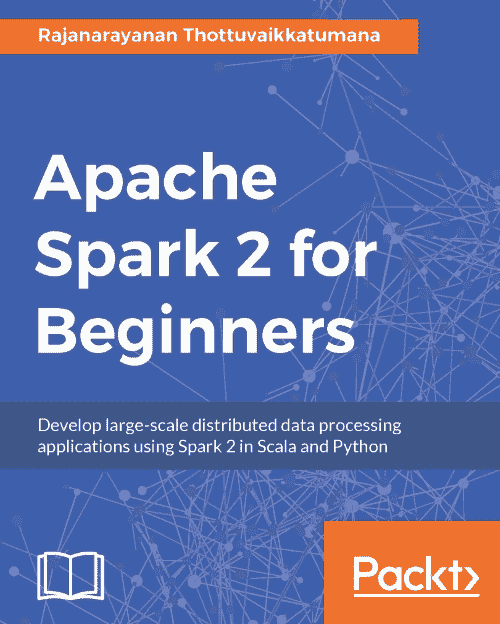 Rajanarayanan Thottuvaikkatumana
Apache
Spark 2 for
Beginners
Develop large-scale distributed data processing
applications using Spark 2 in Scala and Python
Packt>